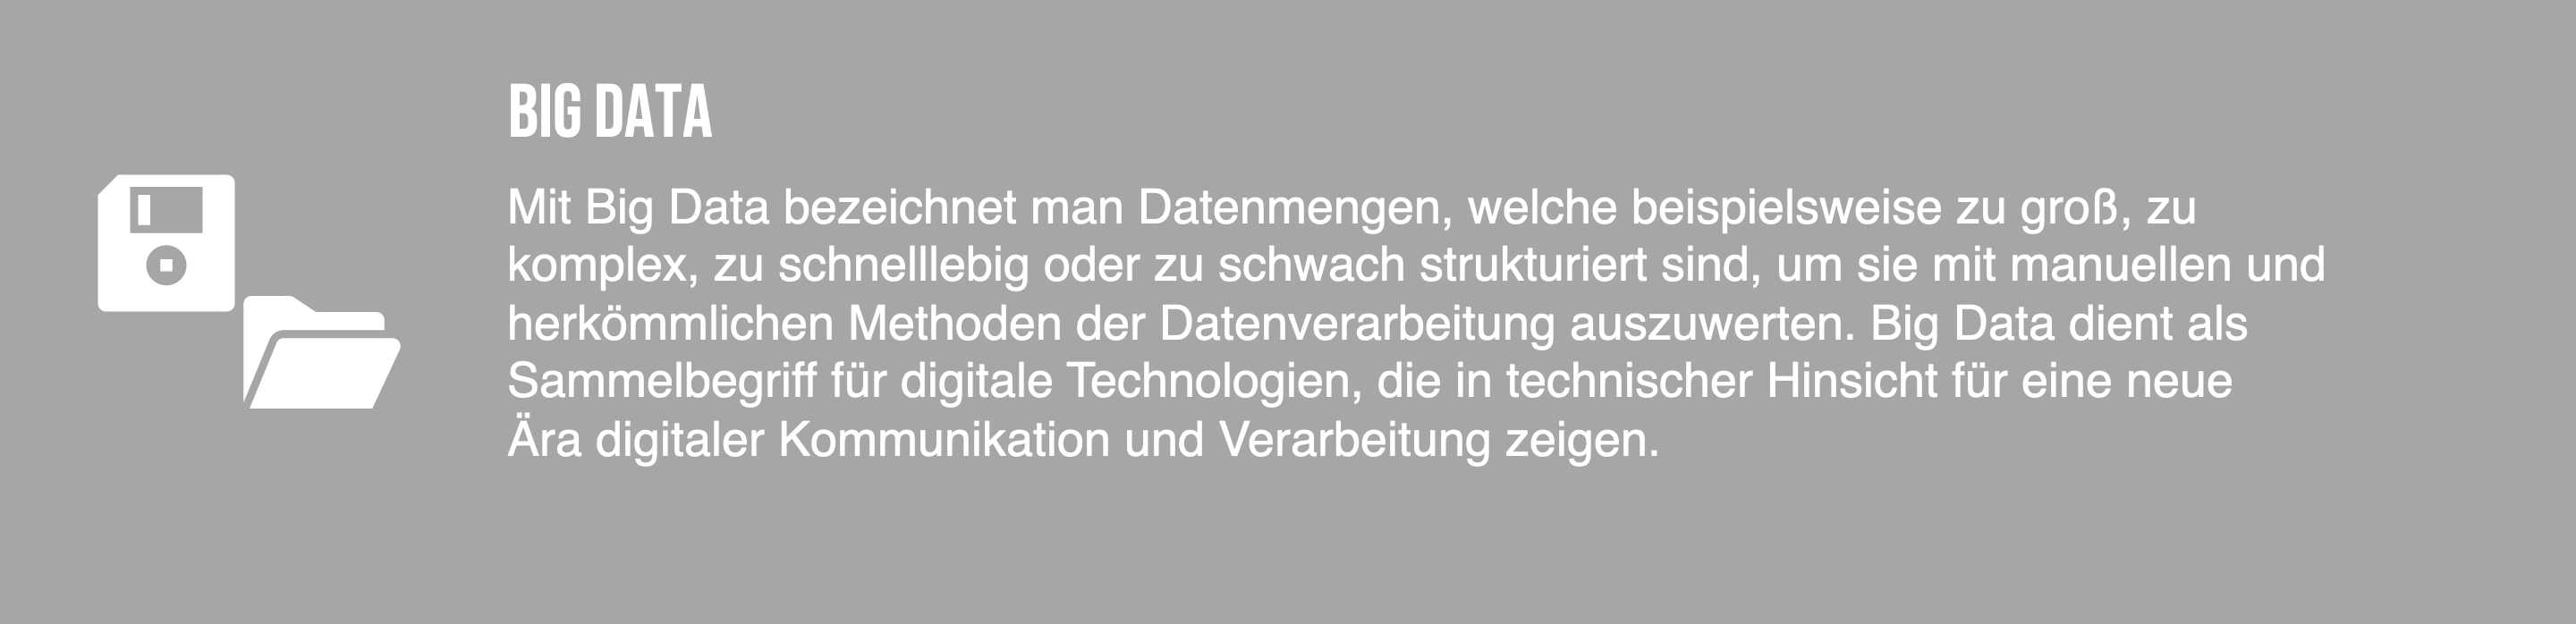 BIG DATA
Mit Big Data bezeichnet man Datenmengen, welche beispielsweise zu groß, zu
komplex, zu schnelllebig oder zu schwach strukturiert sind, um sie mit manuellen und
herkömmlichen Methoden der Datenverarbeitung auszuwerten. Big Data dient als
Sammelbegriff für digitale Technologien, die in technischer Hinsicht für eine neue
Ära digitaler Kommunikation und Verarbeitung zeigen.